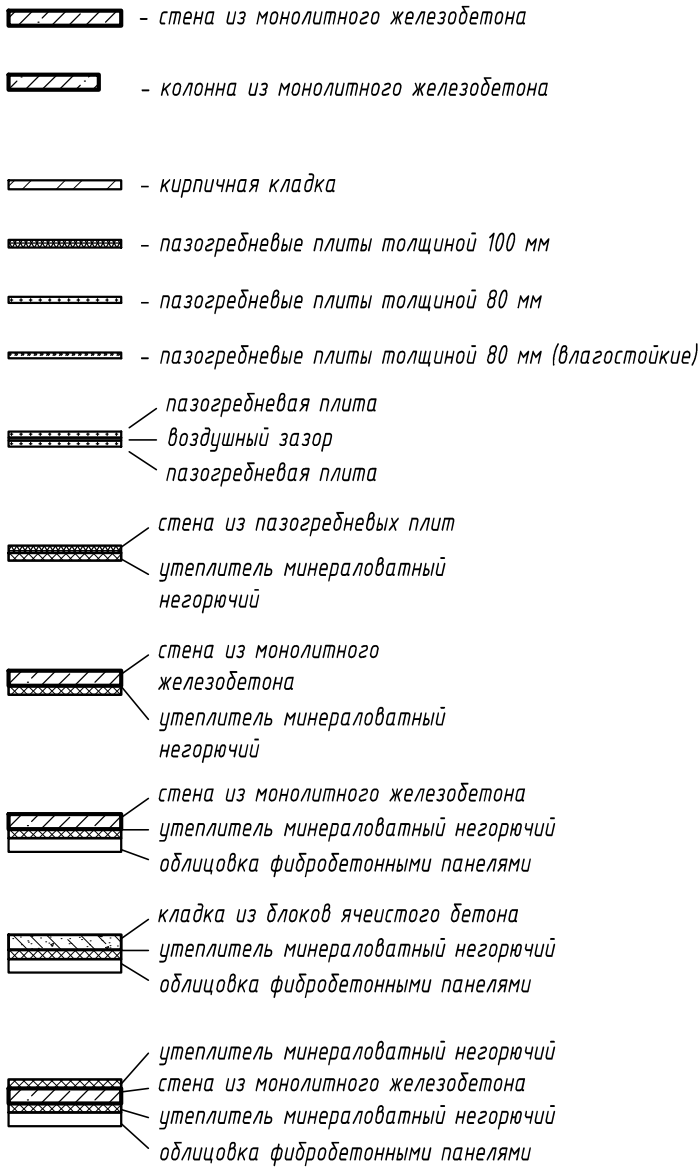 - стена из монолитного железобетона
- колонна из монолитного железобетона
- кирпичная кладка
- пазогребневые плиты толщиной 100 мм
- пазогребневые плиты толщиной 80 мм
- пазогребневые плиты толщиной 80 мм (влагостойкие)
пазогребневая плита
воздушный зазор
пазогребневая плита
стена из пазогребневых плит
утеплитель минераловатный
негорючий
стена из монолитного
железобетона
утеплитель минераловатный
негорючий
стена из монолитного железобетона
утеплитель минераловатный негорючий
облицовка фибробетонными панелями
кладка из блоков ячеистого бетона
утеплитель минераловатный негорючий
облицовка фибробетонными панелями
утеплитель минераловатный негорючий
стена из монолитного железобетона
утеплитель минераловатный негорючий
облицовка фибробетонными панелями